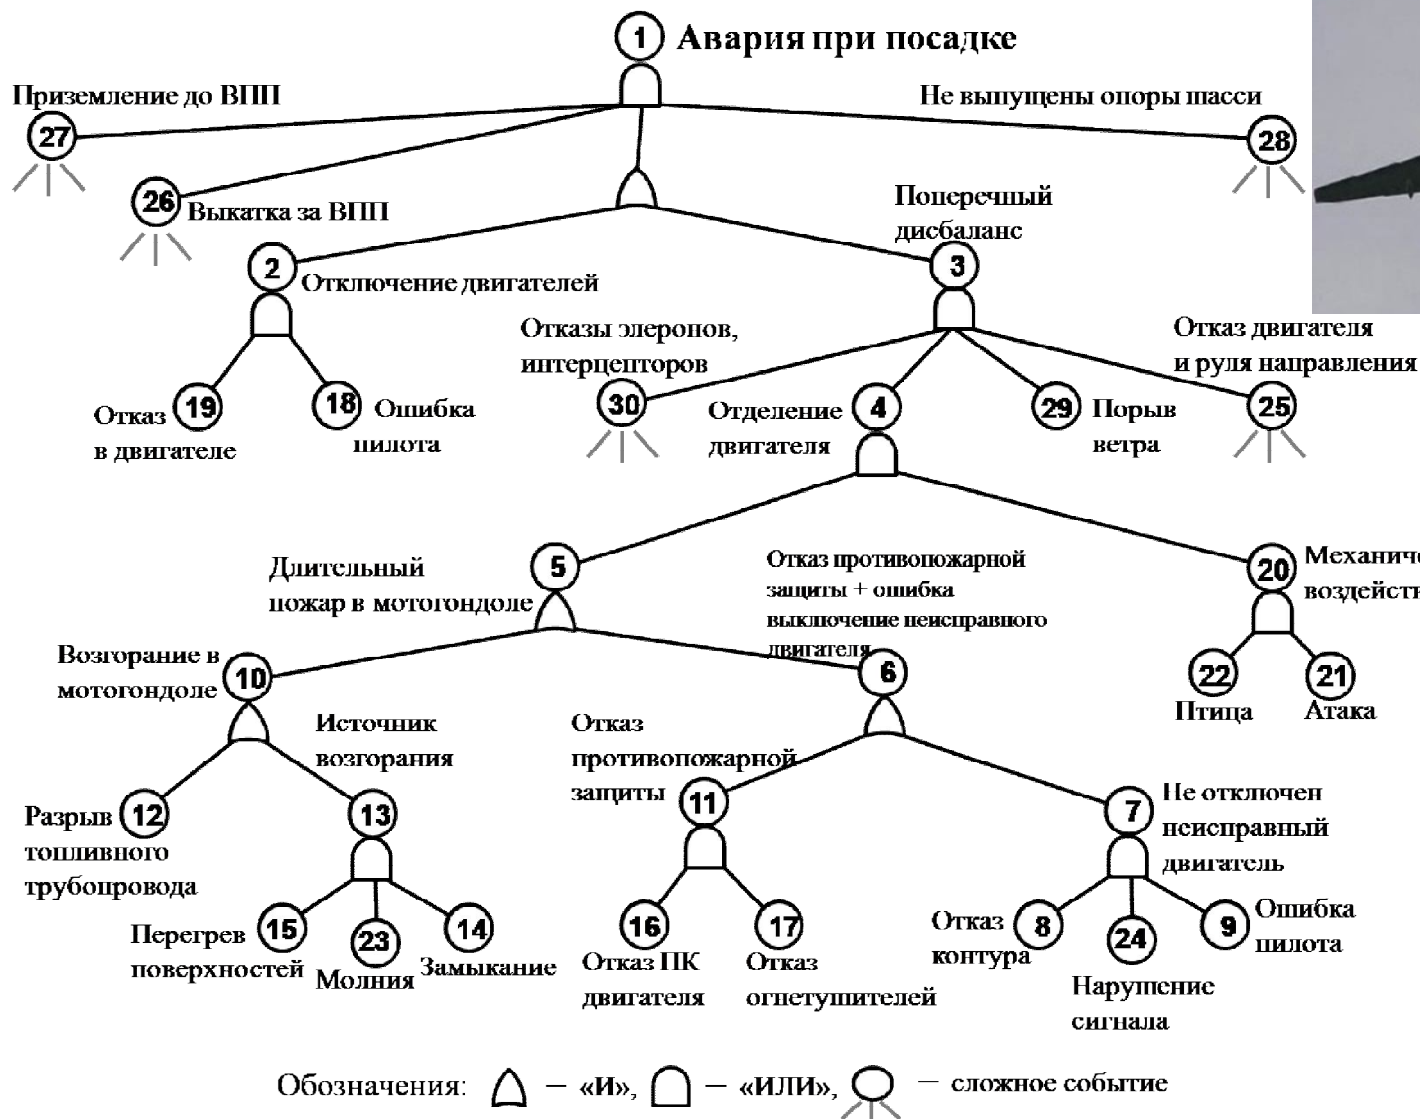 1 Авария при посадке
Приземление до ВПП
27
Не выпущены опоры шасси
28
26
Выкатка за ВПП
2
Отключение двигателей
Поперечный
дисбаланс
3
19
Отказ
в двигателе
18
Ошибка
пилота
Отказы элеронов,
интерцепторов
30
Отделение
двигателя
4
29
Порыв
ветра
Отказ двигателя
и руля направления
25
Длительный
пожар в мотогондоле
5
Отказ противопожарной
защиты + ошибка
выключение неисправного
двигателя
6
20
22
Птица
21
Атака
Возгорание в
мотогондоле
10
Источник
возгорания
13
Разрыв
топливного
трубопровода
12
Отказ
противопожарной
защиты
11
7
Не отключен
неисправный
двигатель
Перегрев
поверхностей
15
23
Молния
14
Замыкание
16
Отказ ПК
двигателя
17
Отказ
огнетушителей
Отказ
контура
8
24
Нарушение
сигнала
9
Ошибка
пилота
Обозначения: – «И», – «ИЛИ», – сложное событие